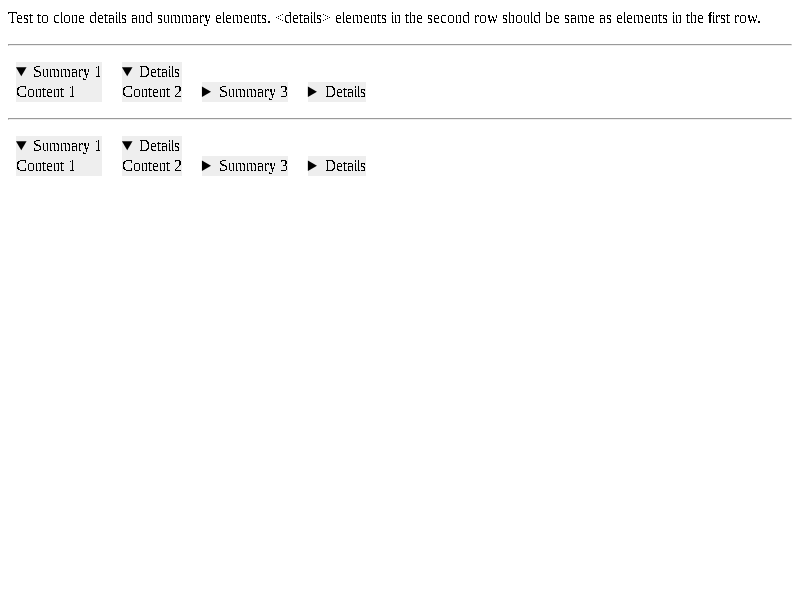 Test to clone details and summary elements. <details> elements in the second row should be same as elements in the first row.
▼ Summary 1 ▼ Details
Content 1 Content 2 ▶ Summary 3 ▶ Details
▼ Summary 1 ▼ Details
Content 1 Content 2 ▶ Summary 3 ▶ Details